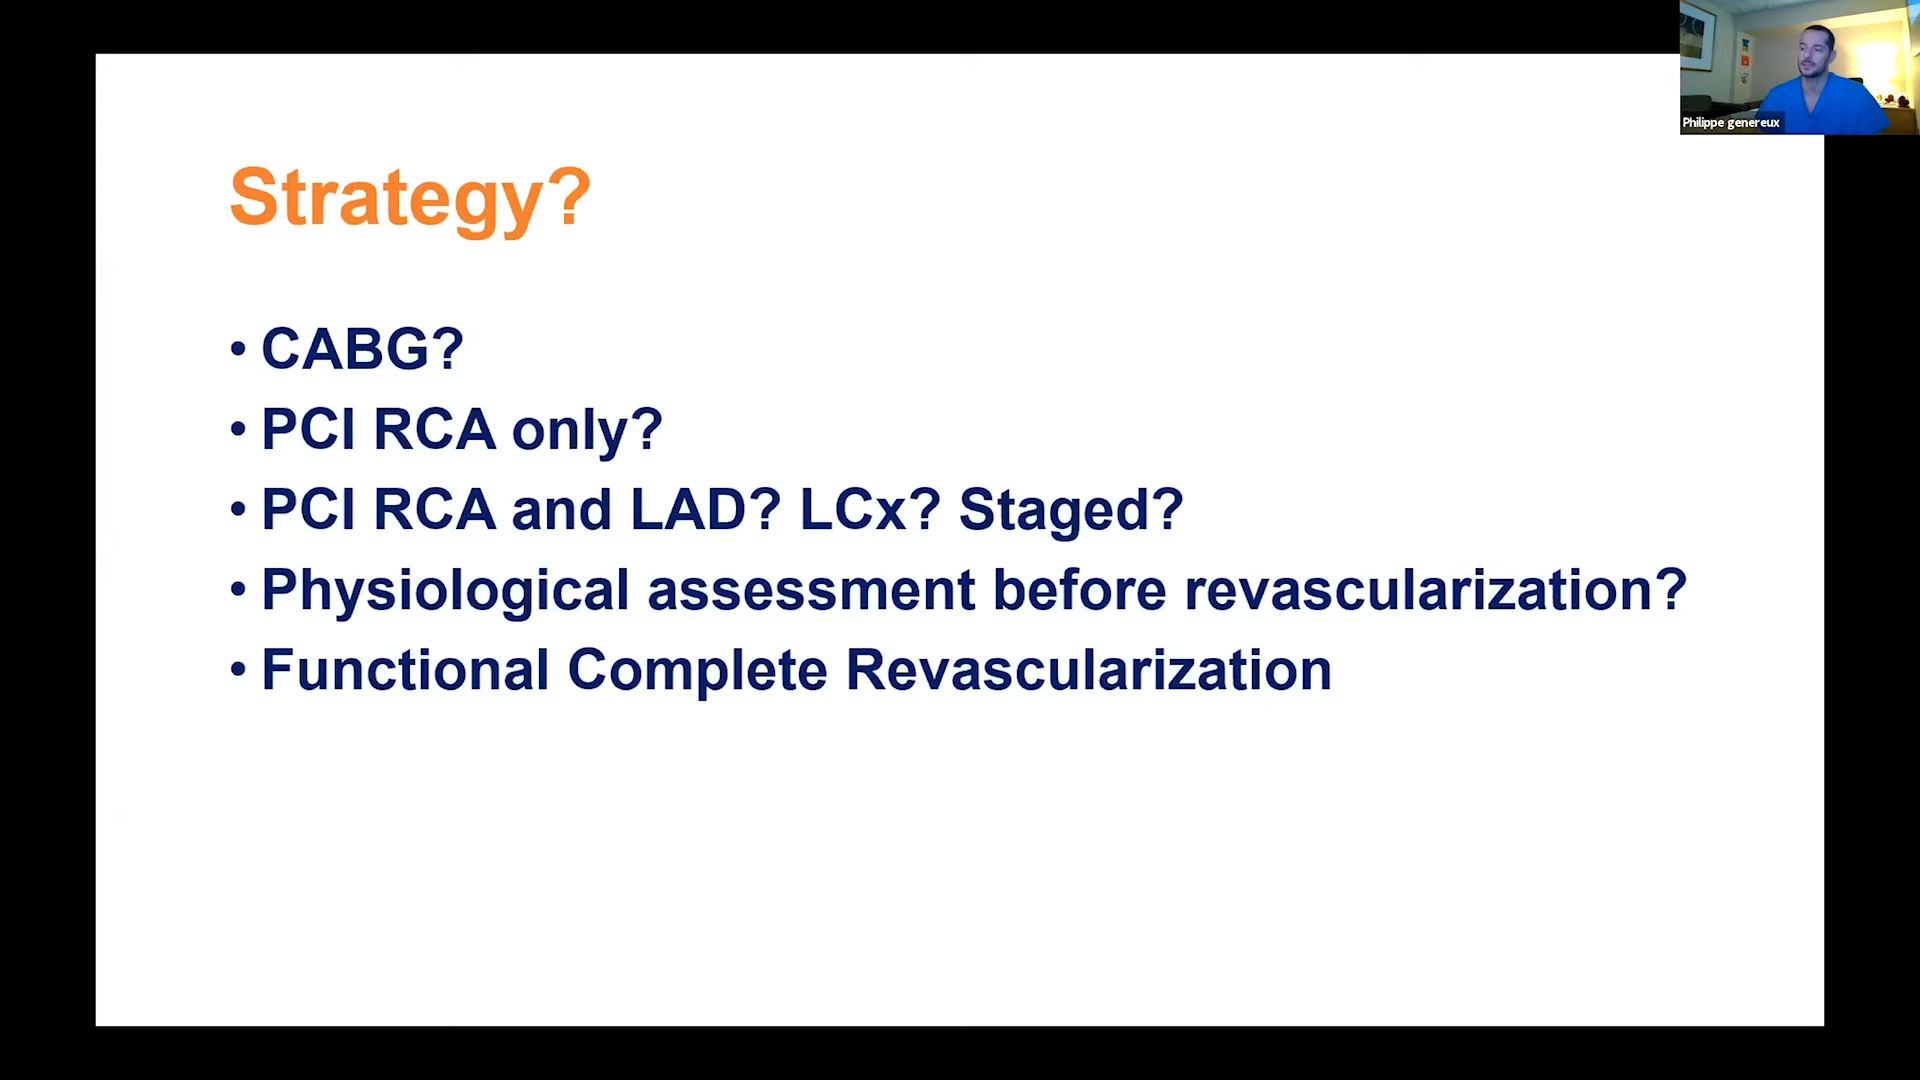 Philippe genereux
Strategy?
• CABG?
• PCI RCA only?
• PCI RCA and LAD? LCx? Staged?
• Physiological assessment before revascularization?
• Functional Complete Revascularization